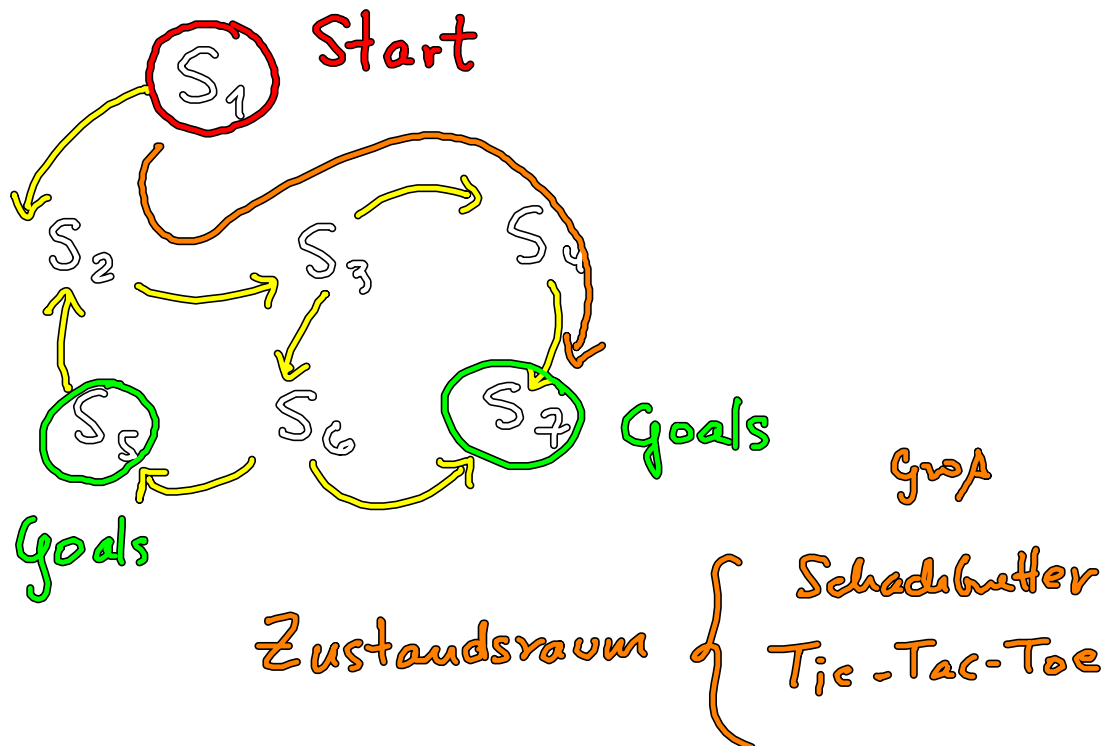 S1 Start
S2 S3 S4
S5 S6 S7 Goals
Goals
Groß
Zustandsraum { Schachbretter
Tic-Tac-Toe